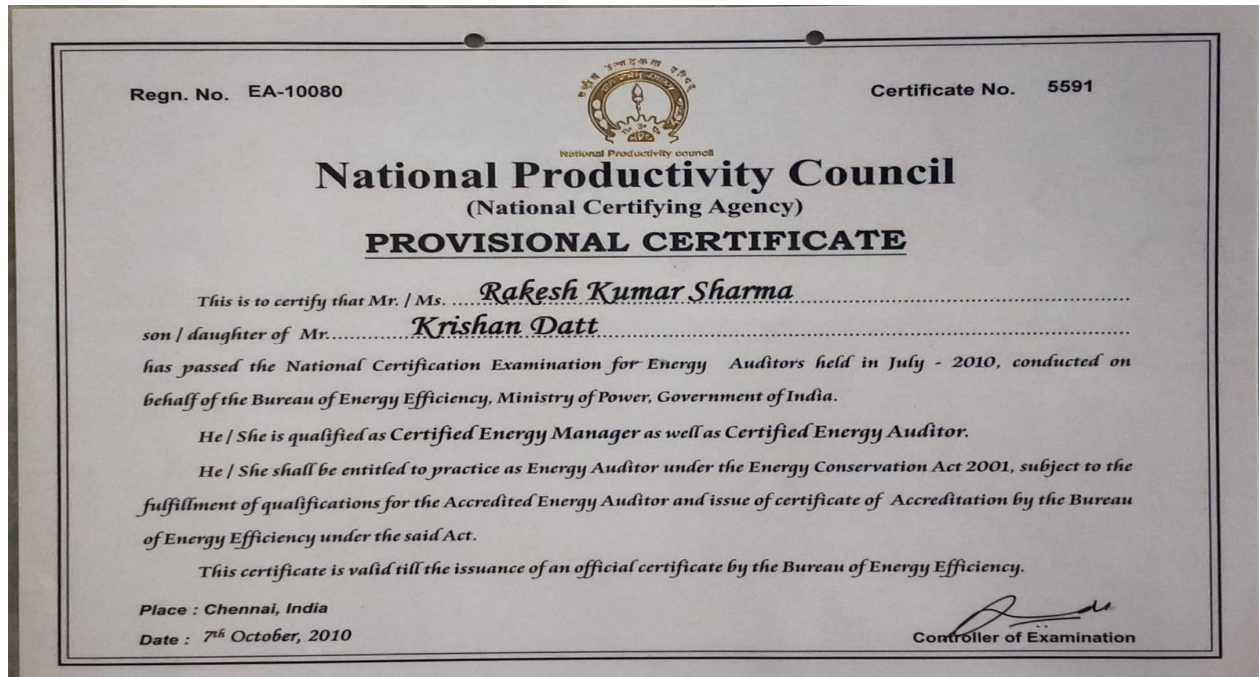 Regn. No. EA-10080
Certificate No. 5591
National Productivity council
National Productivity Council
(National Certifying Agency)
PROVISIONAL CERTIFICATE
This is to certify that Mr. / Ms. ....Rakesh Kumar Sharma....
son / daughter of Mr. ....Krishan Datt....
has passed the National Certification Examination for Energy Auditors held in July - 2010, conducted on
behalf of the Bureau of Energy Efficiency, Ministry of Power, Government of India.
He / She is qualified as Certified Energy Manager as well as Certified Energy Auditor.
He / She shall be entitled to practice as Energy Auditor under the Energy Conservation Act 2001, subject to the
fulfillment of qualifications for the Accredited Energy Auditor and issue of certificate of Accreditation by the Bureau
of Energy Efficiency under the said Act.
This certificate is valid till the issuance of an official certificate by the Bureau of Energy Efficiency.
Place : Chennai, India
Date : 7th October, 2010
Controller of Examination